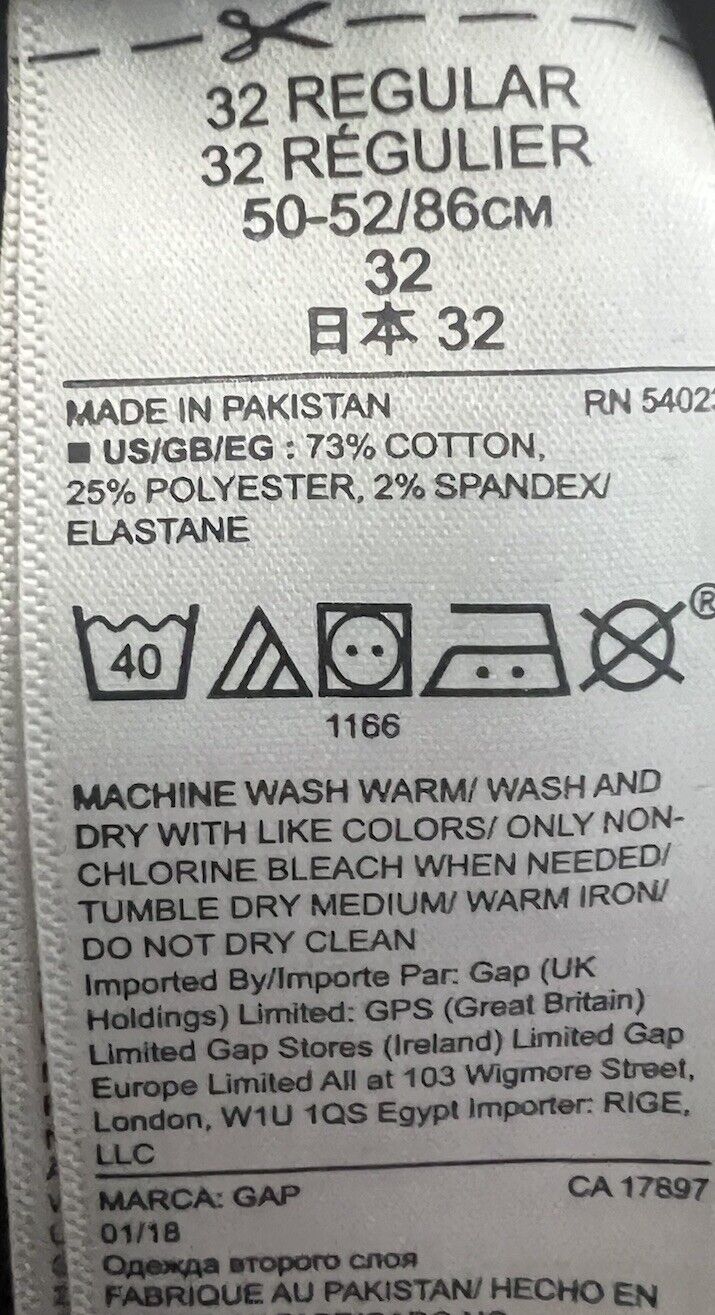 32 REGULAR
32 RÉGULIER
50-52/86CM
32
日本 32
MADE IN PAKISTAN RN
■ US/GB/EG : 73% COTTON,
25% POLYESTER, 2% SPANDEX/
ELASTANE
40 ®
1166
MACHINE WASH WARM/ WASH AND
DRY WITH LIKE COLORS/ ONLY NON-
CHLORINE BLEACH WHEN NEEDED/
TUMBLE DRY MEDIUM/ WARM IRON/
DO NOT DRY CLEAN
Imported By/Importe Par: Gap (UK
Holdings) Limited: GPS (Great Britain)
Limited Gap Stores (Ireland) Limited Gap
Europe Limited All at 103 Wigmore Street,
London, W1U 1QS Egypt Importer: RIGE,
LLC
MARCA: GAP CA 17897
01/18
Одежда второго слоя
FABRIQUE AU PAKISTAN/ HECHO EN